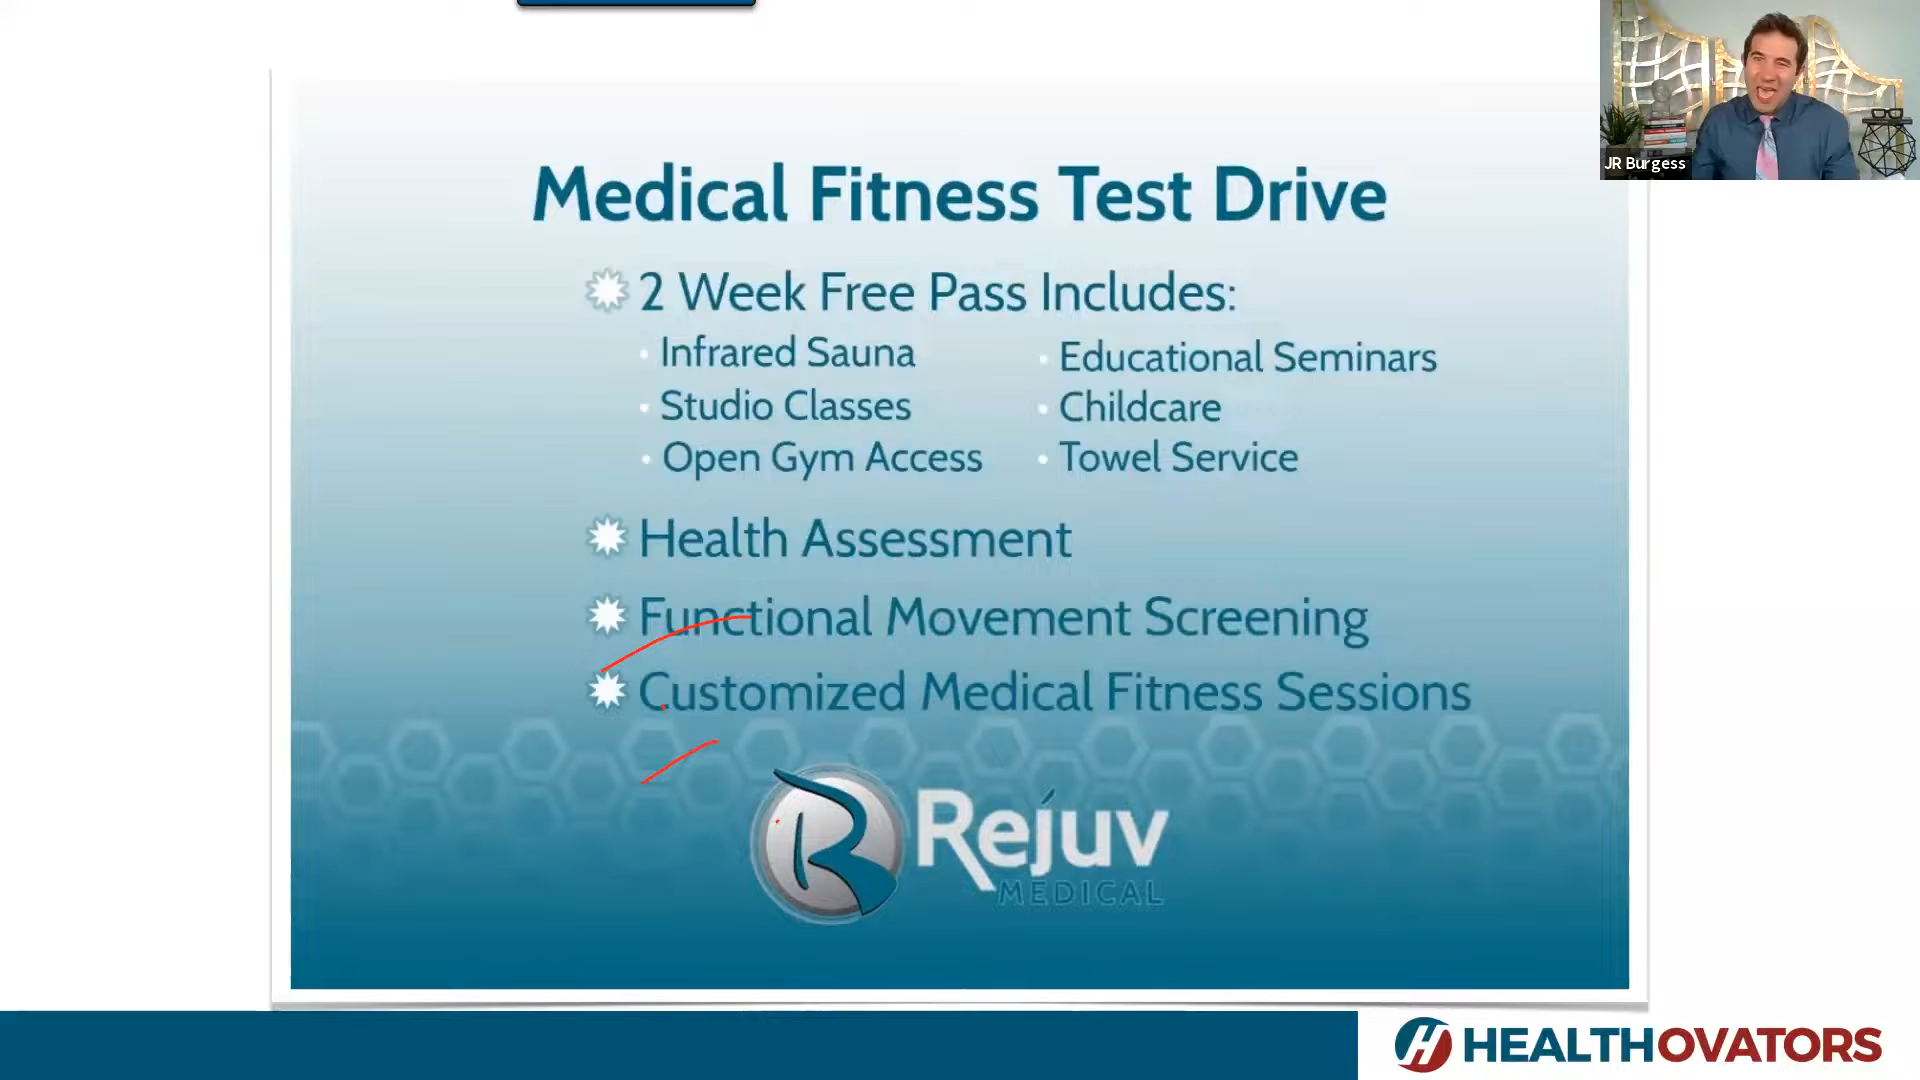 JR Burgess
Medical Fitness Test Drive
2 Week Free Pass Includes:
Infrared Sauna
Studio Classes
Open Gym Access
Educational Seminars
Childcare
Towel Service
Health Assessment
Functional Movement Screening
Customized Medical Fitness Sessions
Rejuv
MEDICAL
HEALTHOVATORS